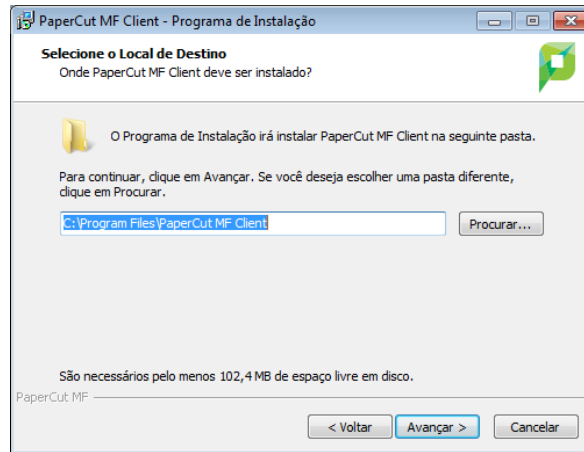 PaperCut MF Client - Programa de Instalação
Selecione o Local de Destino
Onde PaperCut MF Client deve ser instalado?
O Programa de Instalação irá instalar PaperCut MF Client na seguinte pasta.
Para continuar, clique em Avançar. Se você deseja escolher uma pasta diferente,
clique em Procurar.
C:\Program Files\PaperCut MF Client
Procurar...
São necessários pelo menos 102,4 MB de espaço livre em disco.
PaperCut MF
< Voltar
Avançar >
Cancelar